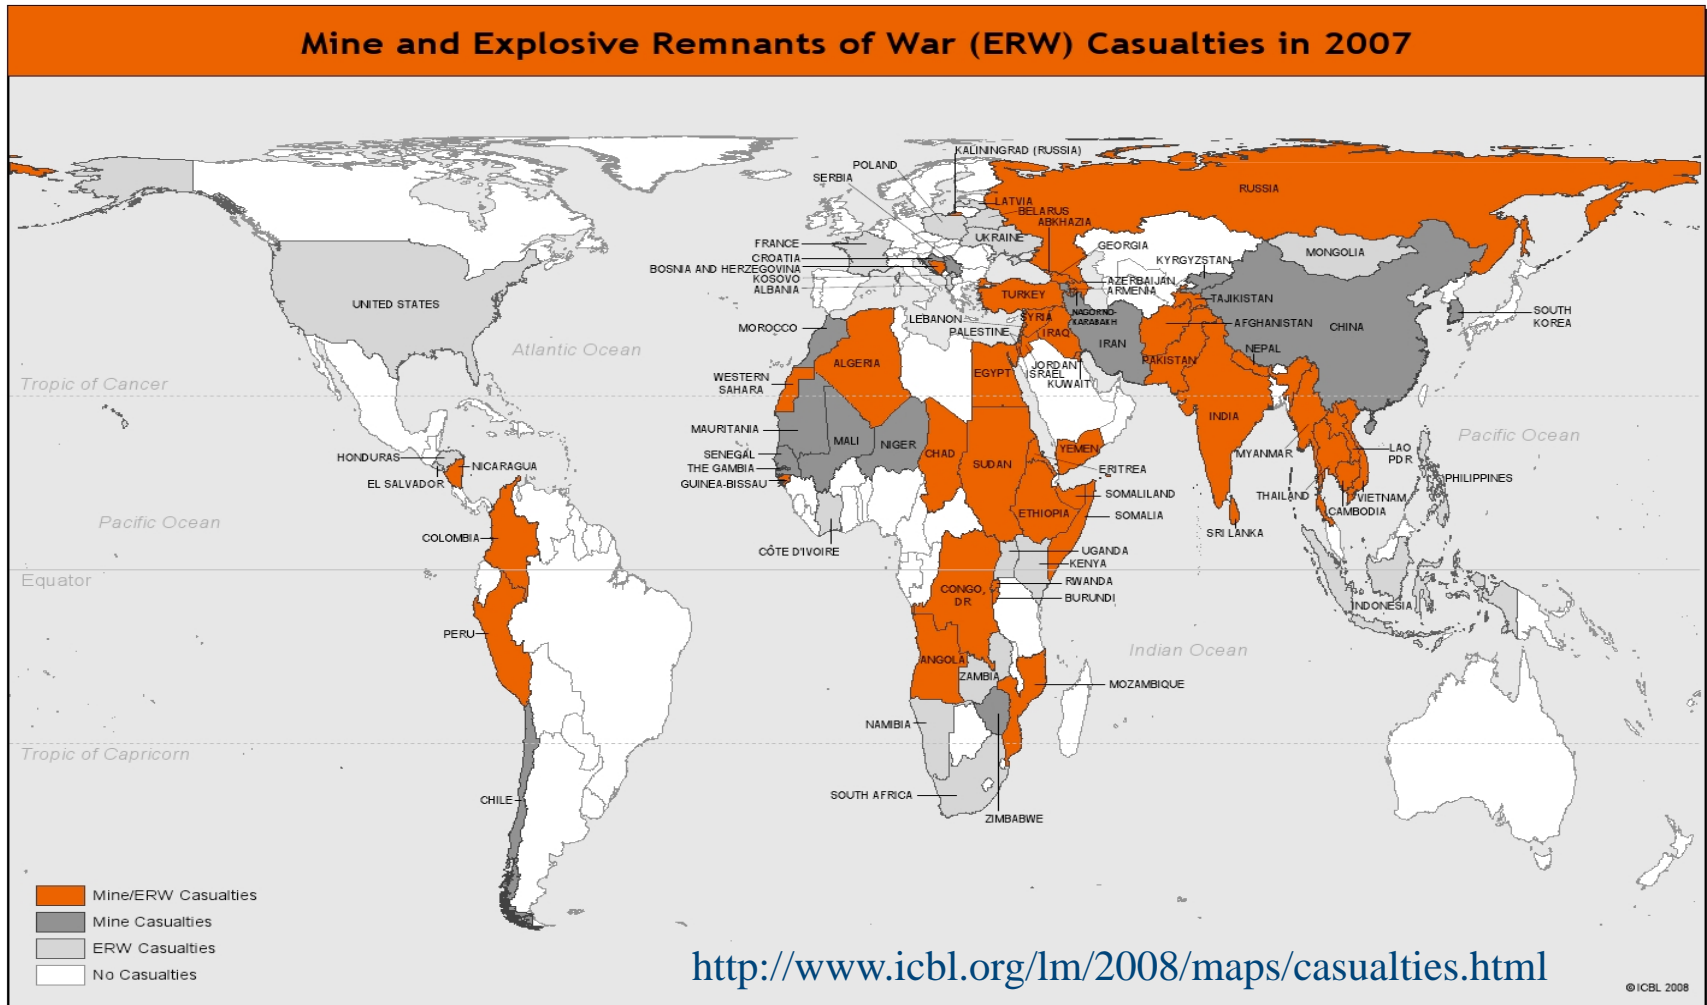 Mine and Explosive Remnants of War (ERW) Casualties in 2007
KALININGRAD (RUSSIA)
POLAND
SERBIA
RUSSIA
LATVIA
BELARUS
ABKHAZIA
UKRAINE
FRANCE
CROATIA
BOSNIA AND HERZEGOVINA
KOSOVO
ALBANIA
GEORGIA
KYRGYZSTAN
MONGOLIA
AZERBAIJAN
ARMENIA
TURKEY
TAJIKISTAN
UNITED STATES
LEBANON
SYRIA
NAGORNO-
KARABAKH
AFGHANISTAN
CHINA
SOUTH
KOREA
MOROCCO
PALESTINE
IRAQ
IRAN
NEPAL
Atlantic Ocean
ALGERIA
EGYPT
JORDAN
ISRAEL
KUWAIT
PAKISTAN
Tropic of Cancer
WESTERN
SAHARA
INDIA
MAURITANIA
MALI
NIGER
CHAD
SUDAN
YEMEN
MYANMAR
LAO
PDR
Pacific Ocean
HONDURAS
NICARAGUA
EL SALVADOR
SENEGAL
THE GAMBIA
GUINEA-BISSAU
ERITREA
PHILIPPINES
SOMALILAND
THAILAND
VIETNAM
CAMBODIA
ETHIOPIA
SOMALIA
SRI LANKA
Pacific Ocean
COLOMBIA
CÔTE D'IVOIRE
UGANDA
KENYA
Equator
RWANDA
CONGO,
DR
BURUNDI
INDONESIA
PERU
ANGOLA
Indian Ocean
ZAMBIA
MOZAMBIQUE
NAMIBIA
Tropic of Capricorn
CHILE
SOUTH AFRICA
ZIMBABWE
Mine/ERW Casualties
Mine Casualties
ERW Casualties
No Casualties
http://www.icbl.org/lm/2008/maps/casualties.html
© ICBL 2008